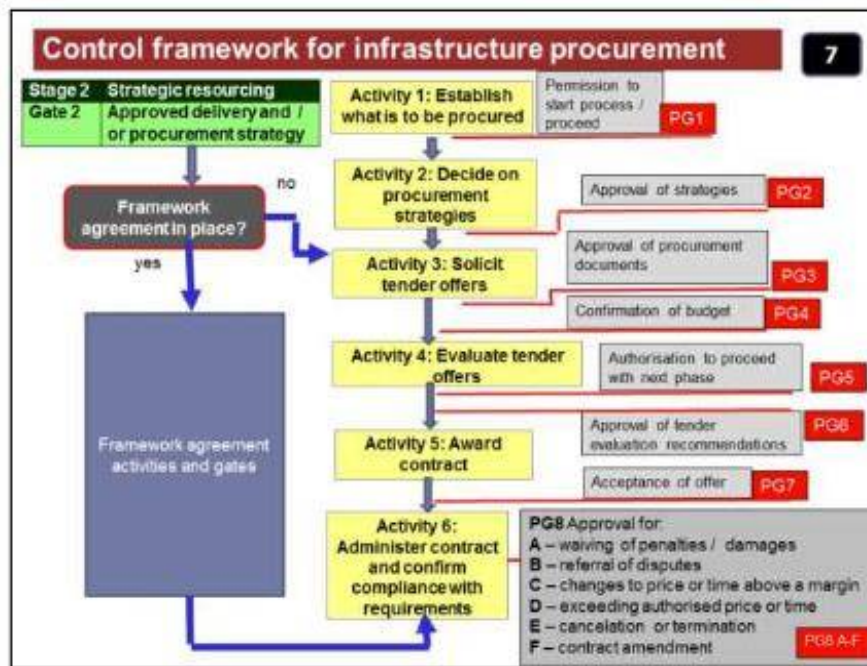 Control framework for infrastructure procurement
7
Stage 2 Strategic resourcing
Gate 2 Approved delivery and /
or procurement strategy
Framework
agreement in place?
no
yes
Framework agreement
activities and gates
Activity 1: Establish
what is to be procured
Permission to
start process /
proceed
PG1
Activity 2: Decide on
procurement
strategies
Approval of strategies
PG2
Activity 3: Solicit
tender offers
Approval of procurement
documents
PG3
Confirmation of budget
PG4
Activity 4: Evaluate tender
offers
Authorisation to proceed
with next phase
PG5
Approval of tender
evaluation recommendations
PG6
Activity 5: Award
contract
Acceptance of offer
PG7
Activity 6:
Administer contract
and confirm
compliance with
requirements
PG8 Approval for:
A – waiving of penalties / damages
B – referral of disputes
C – changes to price or time above a margin
D – exceeding authorised price or time
E – cancelation or termination
F – contract amendment
PG8 A-F